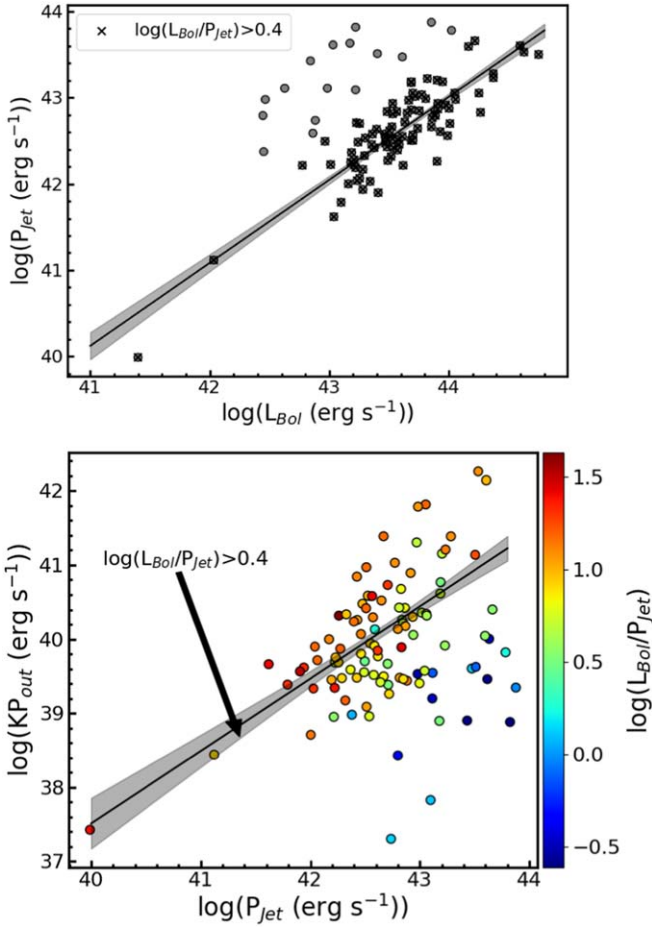 44
43
42
41
40
log(P_Jet (erg s⁻¹))
× log(L_Bol/P_Jet)>0.4
41 42 43 44
log(L_Bol (erg s⁻¹))
42
41
40
39
38
37
log(KP_out (erg s⁻¹))
log(L_Bol/P_Jet)>0.4
40 41 42 43 44
log(P_Jet (erg s⁻¹))
1.5
1.0
0.5
0.0
−0.5
log(L_Bol/P_Jet)